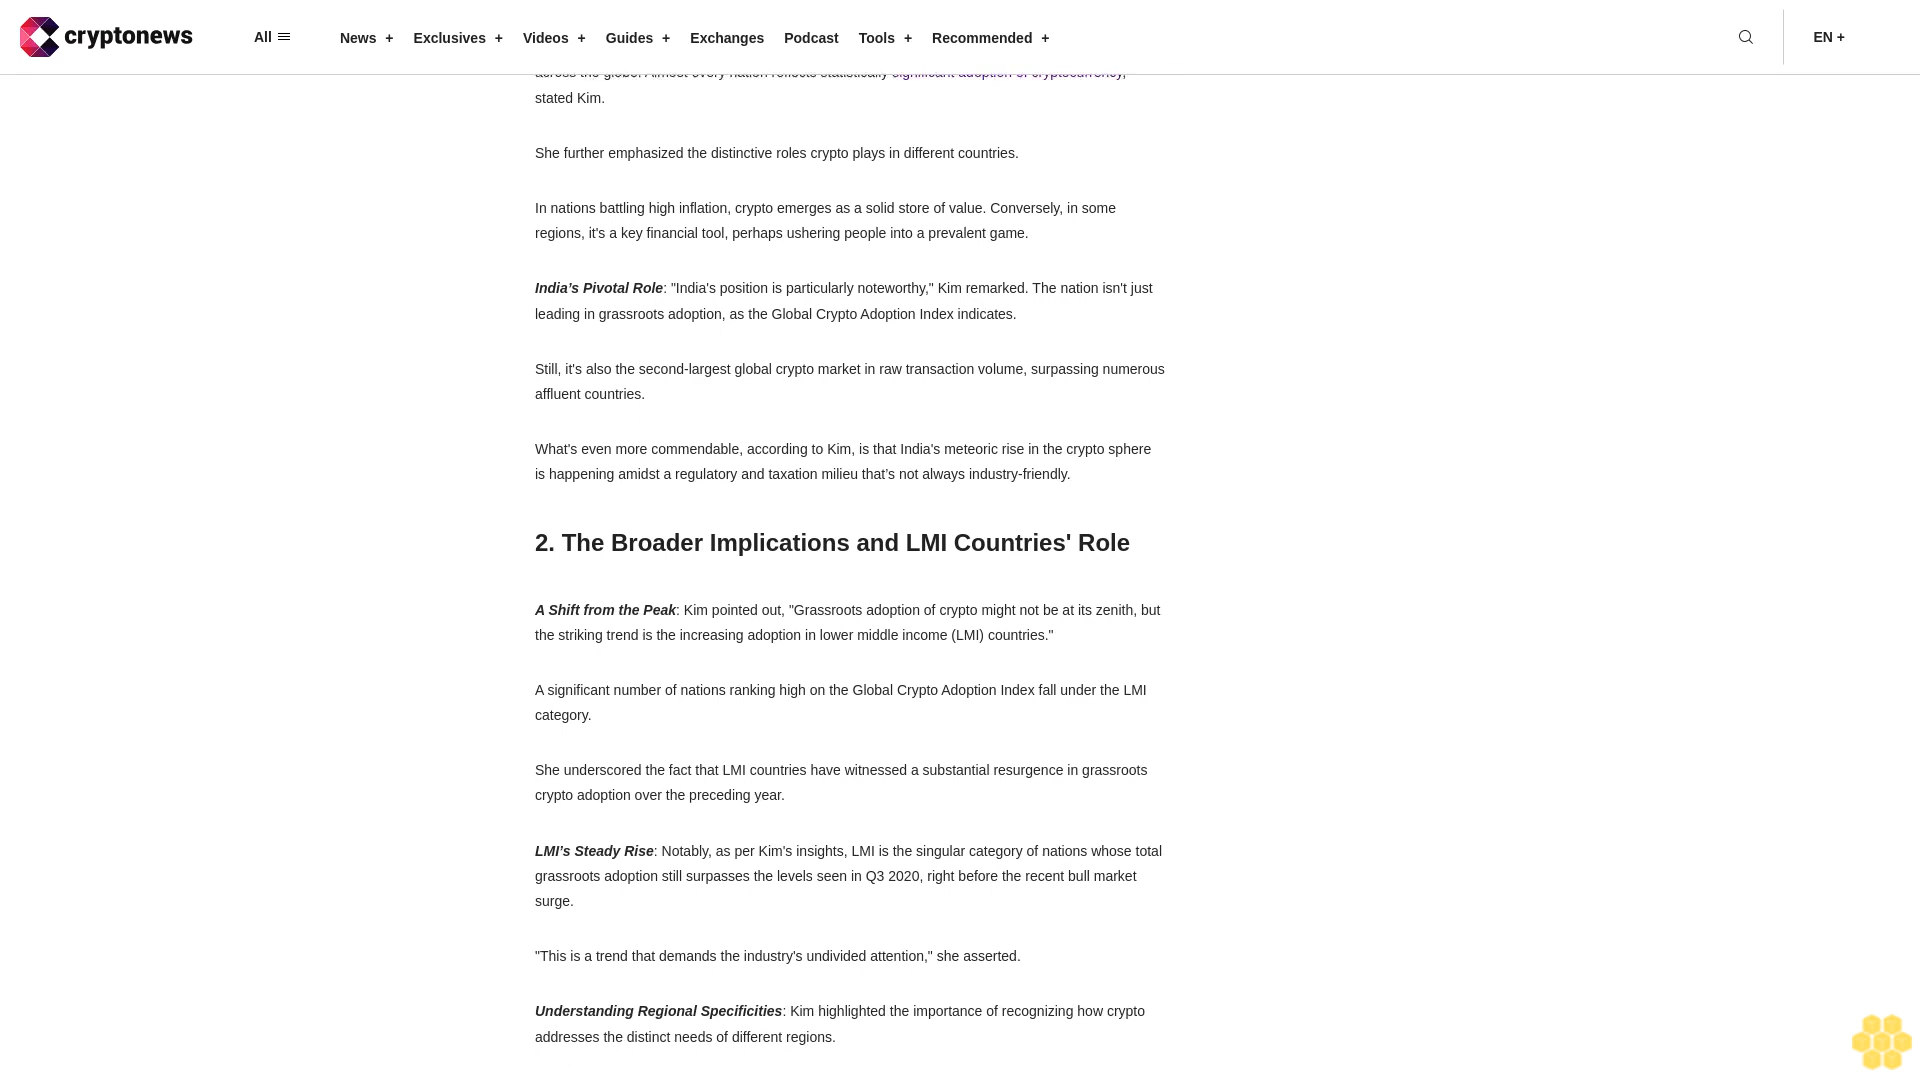 cryptonews
All
News +
Exclusives +
Videos +
Guides +
Exchanges
Podcast
Tools +
Recommended +
EN +
across the globe. Almost every nation reflects statistically significant adoption of cryptocurrency,"
stated Kim.
She further emphasized the distinctive roles crypto plays in different countries.
In nations battling high inflation, crypto emerges as a solid store of value. Conversely, in some
regions, it's a key financial tool, perhaps ushering people into a prevalent game.
India’s Pivotal Role: "India's position is particularly noteworthy," Kim remarked. The nation isn't just
leading in grassroots adoption, as the Global Crypto Adoption Index indicates.
Still, it's also the second-largest global crypto market in raw transaction volume, surpassing numerous
affluent countries.
What's even more commendable, according to Kim, is that India's meteoric rise in the crypto sphere
is happening amidst a regulatory and taxation milieu that’s not always industry-friendly.
2. The Broader Implications and LMI Countries' Role
A Shift from the Peak: Kim pointed out, "Grassroots adoption of crypto might not be at its zenith, but
the striking trend is the increasing adoption in lower middle income (LMI) countries."
A significant number of nations ranking high on the Global Crypto Adoption Index fall under the LMI
category.
She underscored the fact that LMI countries have witnessed a substantial resurgence in grassroots
crypto adoption over the preceding year.
LMI’s Steady Rise: Notably, as per Kim's insights, LMI is the singular category of nations whose total
grassroots adoption still surpasses the levels seen in Q3 2020, right before the recent bull market
surge.
"This is a trend that demands the industry's undivided attention," she asserted.
Understanding Regional Specificities: Kim highlighted the importance of recognizing how crypto
addresses the distinct needs of different regions.